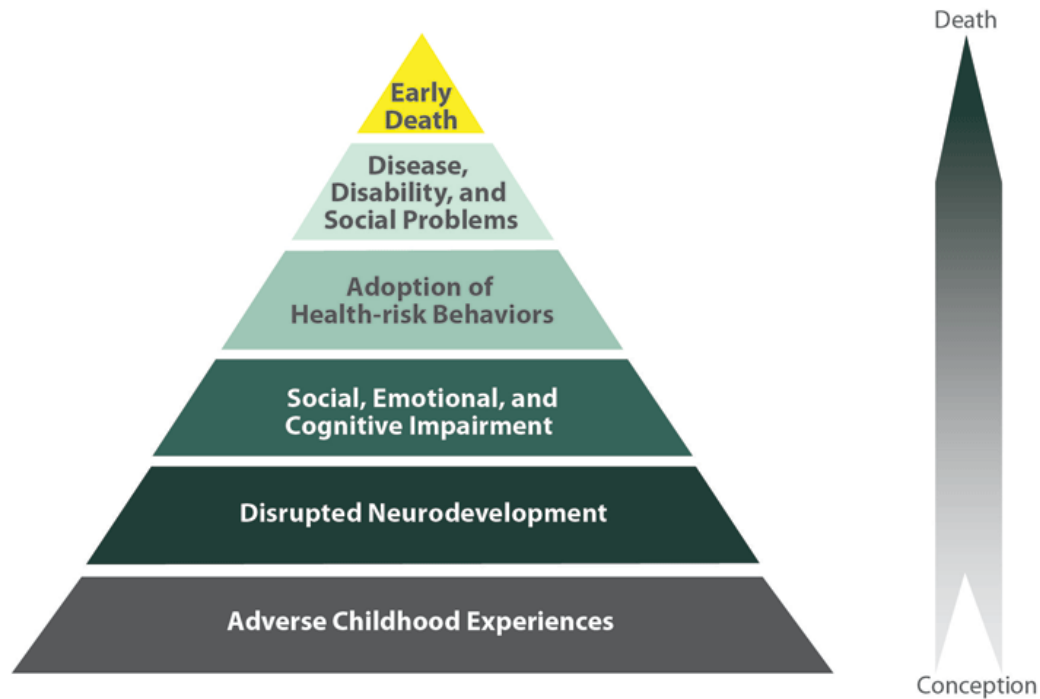 Death
Early
Death
Disease,
Disability, and
Social Problems
Adoption of
Health-risk Behaviors
Social, Emotional, and
Cognitive Impairment
Disrupted Neurodevelopment
Adverse Childhood Experiences
Conception